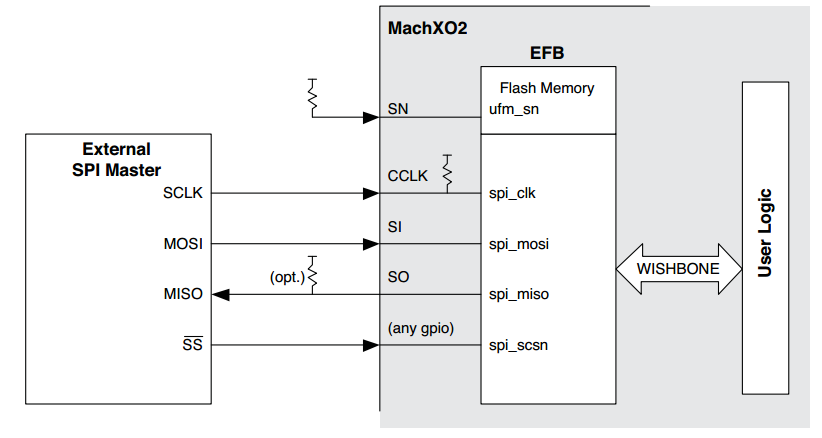 MachXO2
EFB
Flash Memory
SN
ufm_sn
External
SPI Master
CCLK
SCLK
spi_clk
SI
MOSI
spi_mosi
(opt.)
SO
MISO
spi_miso
(any gpio)
SS
spi_scsn
WISHBONE
User Logic